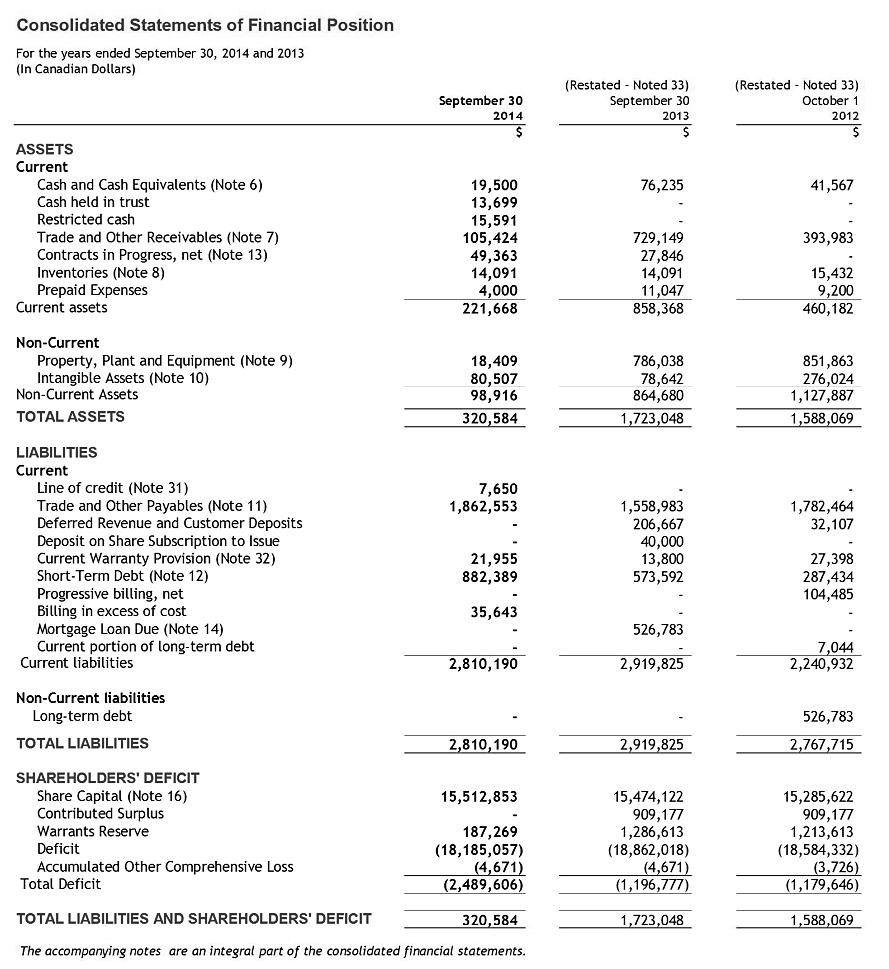 Consolidated Statements of Financial Position
For the years ended September 30, 2014 and 2013
(In Canadian Dollars)
(Restated - Noted 33) (Restated - Noted 33)
September 30 September 30 October 1
2014 2013 2012
$ $ $
ASSETS
Current
Cash and Cash Equivalents (Note 6) 19,500 76,235 41,567
Cash held in trust 13,699 - -
Restricted cash 15,591 - -
Trade and Other Receivables (Note 7) 105,424 729,149 393,983
Contracts in Progress, net (Note 13) 49,363 27,846 -
Inventories (Note 8) 14,091 14,091 15,432
Prepaid Expenses 4,000 11,047 9,200
Current assets 221,668 858,368 460,182
Non-Current
Property, Plant and Equipment (Note 9) 18,409 786,038 851,863
Intangible Assets (Note 10) 80,507 78,642 276,024
Non-Current Assets 98,916 864,680 1,127,887
TOTAL ASSETS 320,584 1,723,048 1,588,069
LIABILITIES
Current
Line of credit (Note 31) 7,650 - -
Trade and Other Payables (Note 11) 1,862,553 1,558,983 1,782,464
Deferred Revenue and Customer Deposits - 206,667 32,107
Deposit on Share Subscription to Issue - 40,000 -
Current Warranty Provision (Note 32) 21,955 13,800 27,398
Short-Term Debt (Note 12) 882,389 573,592 287,434
Progressive billing, net - - 104,485
Billing in excess of cost 35,643 - -
Mortgage Loan Due (Note 14) - 526,783 -
Current portion of long-term debt - - 7,044
Current liabilities 2,810,190 2,919,825 2,240,932
Non-Current liabilities
Long-term debt - - 526,783
TOTAL LIABILITIES 2,810,190 2,919,825 2,767,715
SHAREHOLDERS' DEFICIT
Share Capital (Note 16) 15,512,853 15,474,122 15,285,622
Contributed Surplus - 909,177 909,177
Warrants Reserve 187,269 1,286,613 1,213,613
Deficit (18,185,057) (18,862,018) (18,584,332)
Accumulated Other Comprehensive Loss (4,671) (4,671) (3,726)
Total Deficit (2,489,606) (1,196,777) (1,179,646)
TOTAL LIABILITIES AND SHAREHOLDERS' DEFICIT 320,584 1,723,048 1,588,069
The accompanying notes are an integral part of the consolidated financial statements.